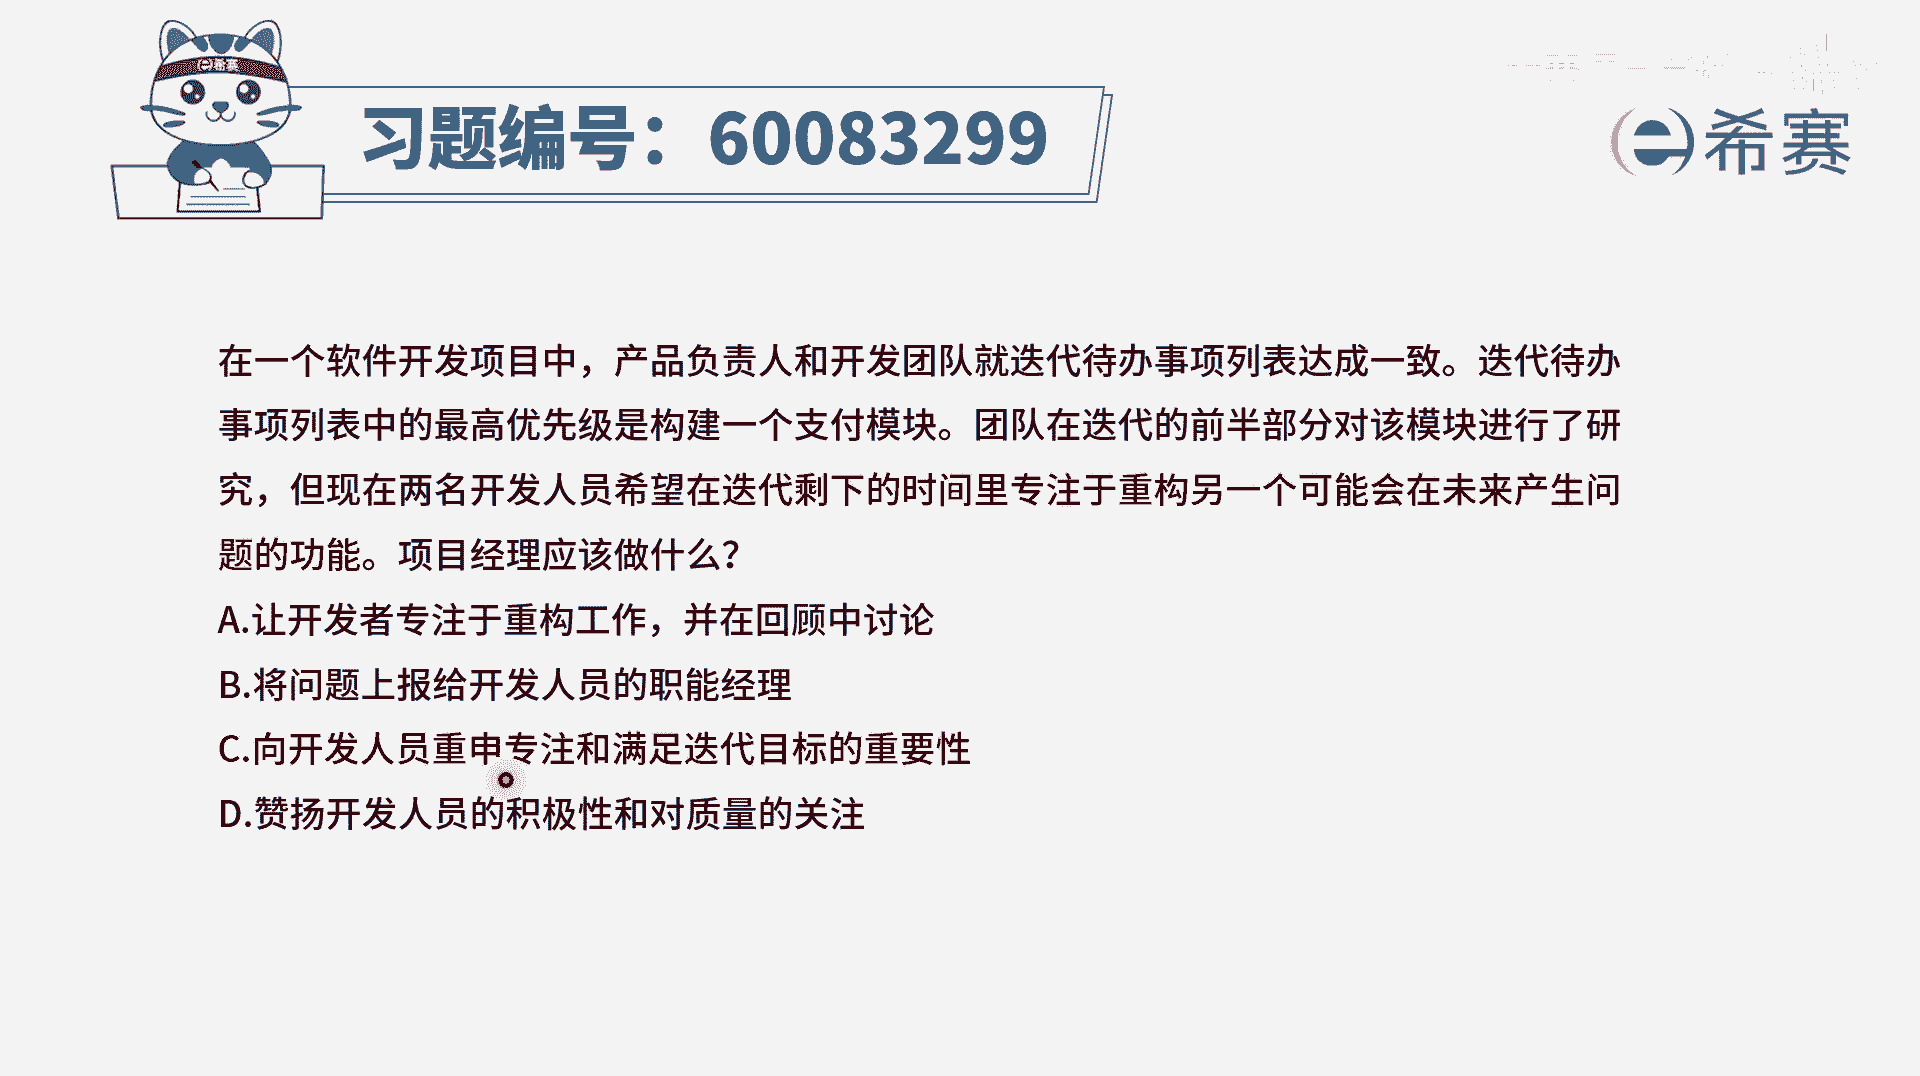 e希赛
习题编号：60083299
e希赛
在一个软件开发项目中，产品负责人和开发团队就迭代待办事项列表达成一致。迭代待办
事项列表中的最高优先级是构建一个支付模块。团队在迭代的前半部分对该模块进行了研
究，但现在两名开发人员希望在迭代剩下的时间里专注于重构另一个可能会在未来产生问
题的功能。项目经理应该做什么？
A.让开发者专注于重构工作，并在回顾中讨论
B.将问题上报给开发人员的职能经理
C.向开发人员重申专注和满足迭代目标的重要性
D.赞扬开发人员的积极性和对质量的关注